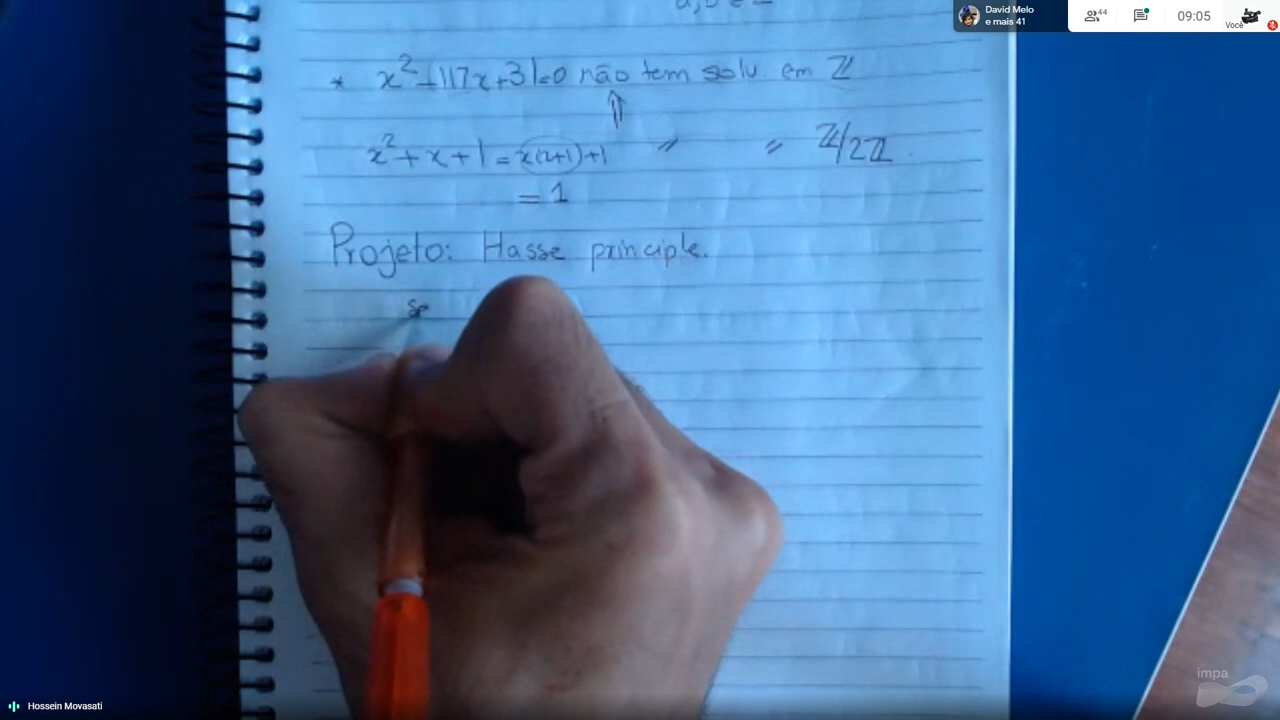 David Melo
e mais 41
44
09:05
Você
* x² - 117x + 31 = 0 não tem solu em ℤ
⇑
x² + x + 1 = x(x+1)+1 〃 〃 ℤ/2ℤ.
= 1
Projeto: Hasse principle.
Se
impa
Hossein Movasati